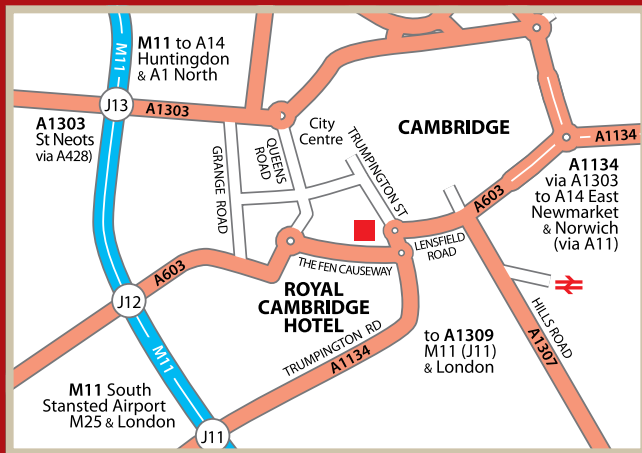 M11
M11 to A14
Huntingdon
& A1 North
J13
A1303
A1303
St Neots
via A428)
City
Centre
QUEENS
ROAD
GRANGE ROAD
TRUMPINGTON ST
CAMBRIDGE
A1134
A1134
via A1303
to A14 East
Newmarket
& Norwich
(via A11)
A603
LENSFIELD
ROAD
THE FEN CAUSEWAY
A603
J12
ROYAL
CAMBRIDGE
HOTEL
HILLS ROAD
A1307
TRUMPINGTON RD
A1134
to A1309
M11 (J11)
& London
M11
M11 South
Stansted Airport
M25 & London
J11